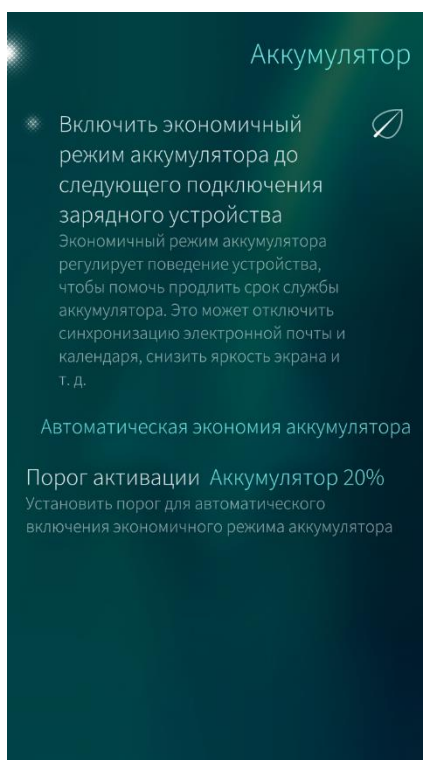 Аккумулятор
Включить экономичный
режим аккумулятора до
следующего подключения
зарядного устройства
Экономичный режим аккумулятора
регулирует поведение устройства,
чтобы помочь продлить срок службы
аккумулятора. Это может отключить
синхронизацию электронной почты и
календаря, снизить яркость экрана и
т. д.
Автоматическая экономия аккумулятора
Порог активации Аккумулятор 20%
Установить порог для автоматического
включения экономичного режима аккумулятора